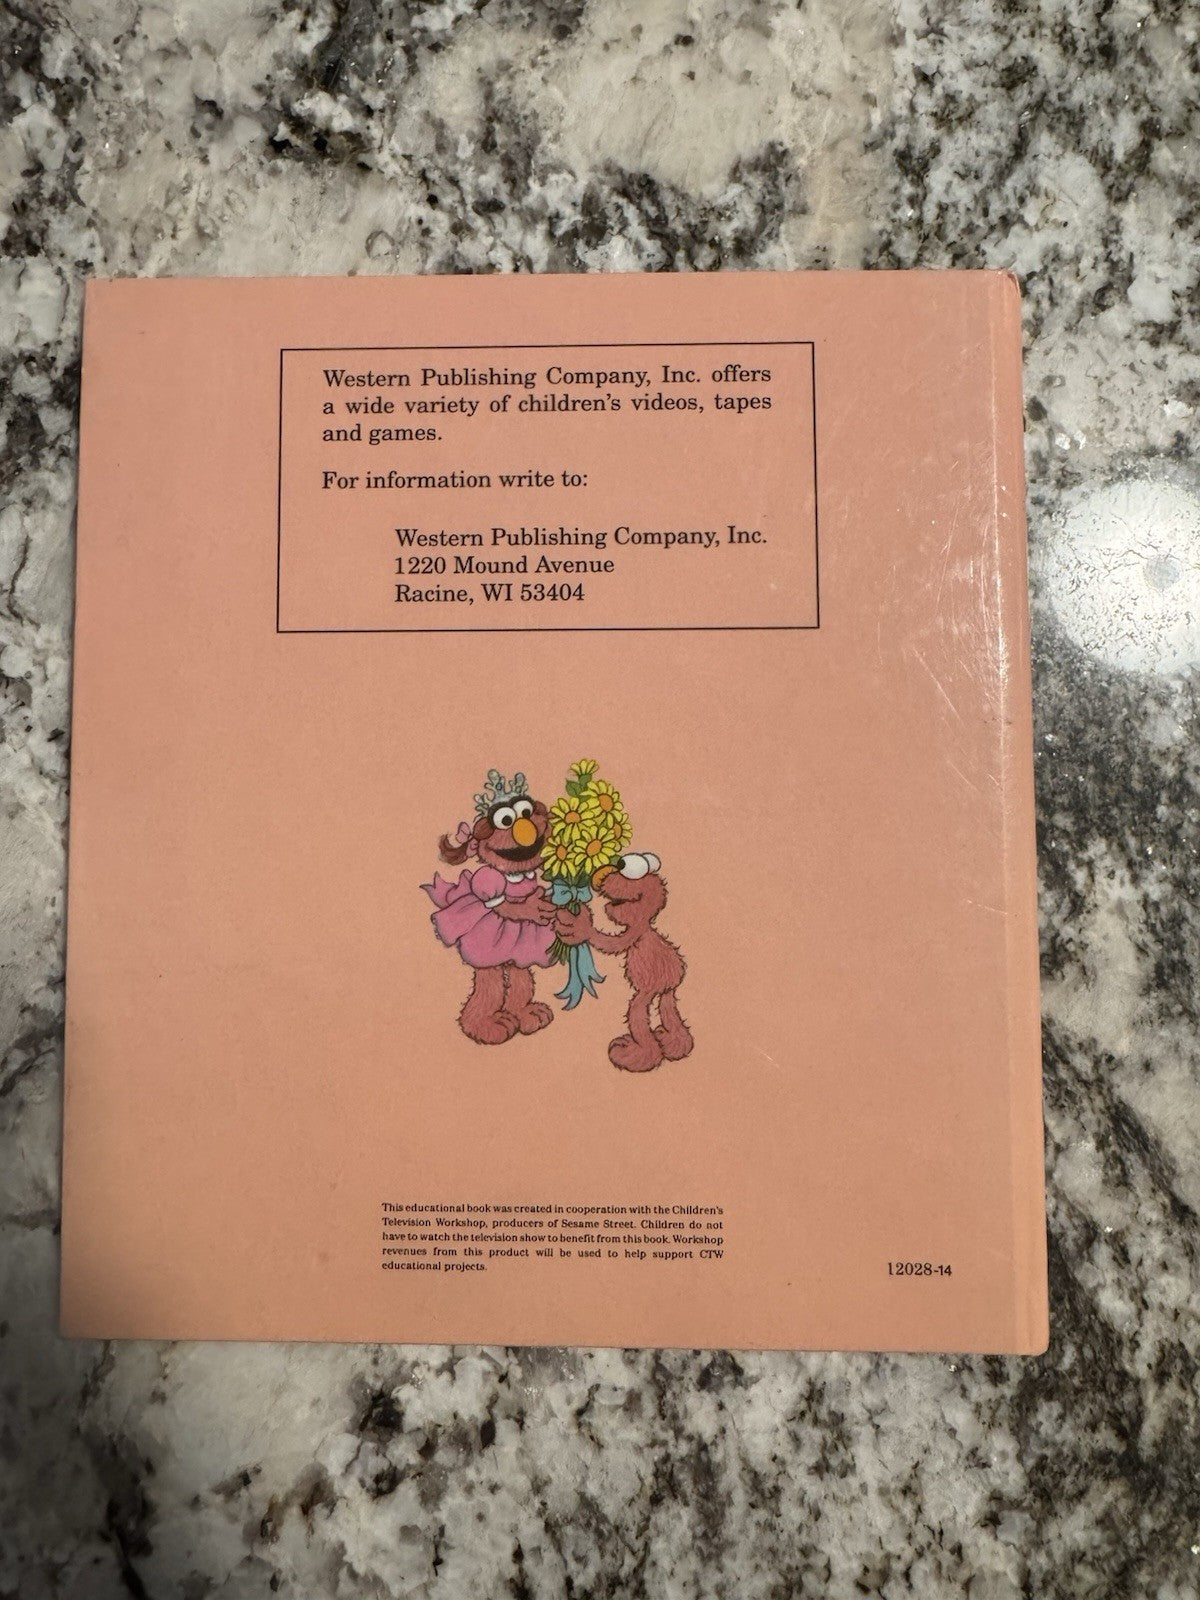 Western Publishing Company, Inc. offers
a wide variety of children's videos, tapes
and games.
For information write to:
Western Publishing Company, Inc.
1220 Mound Avenue
Racine, WI 53404
This educational book was created in cooperation with the Children's
Television Workshop, producers of Sesame Street. Children do not
have to watch the television show to benefit from this book. Workshop
revenues from this product will be used to help support CTW
educational projects.
12028-14